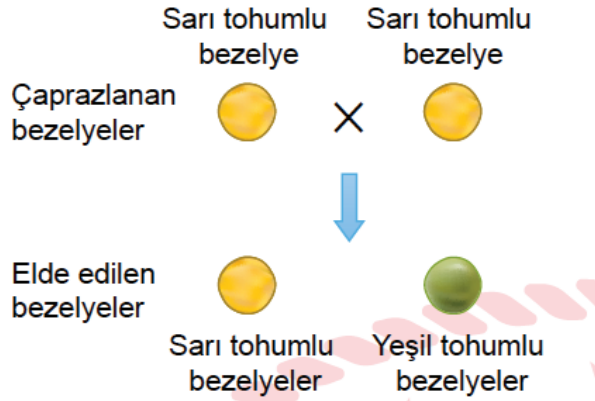 Sarı tohumlu
bezelye
Sarı tohumlu
bezelye
Çaprazlanan
bezelyeler
×
Elde edilen
bezelyeler
Sarı tohumlu
bezelyeler
Yeşil tohumlu
bezelyeler